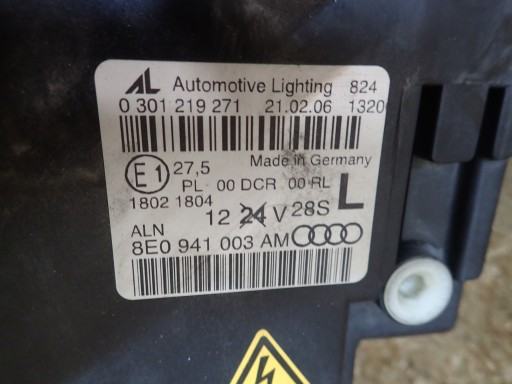 AL Automotive Lighting 824
0 301 219 271 21.02.06 1320
E1 27,5 Made in Germany
PL 00 DCR 00 RL
1802 1804 12 24 V 28S L
ALN
8E0 941 003 AM